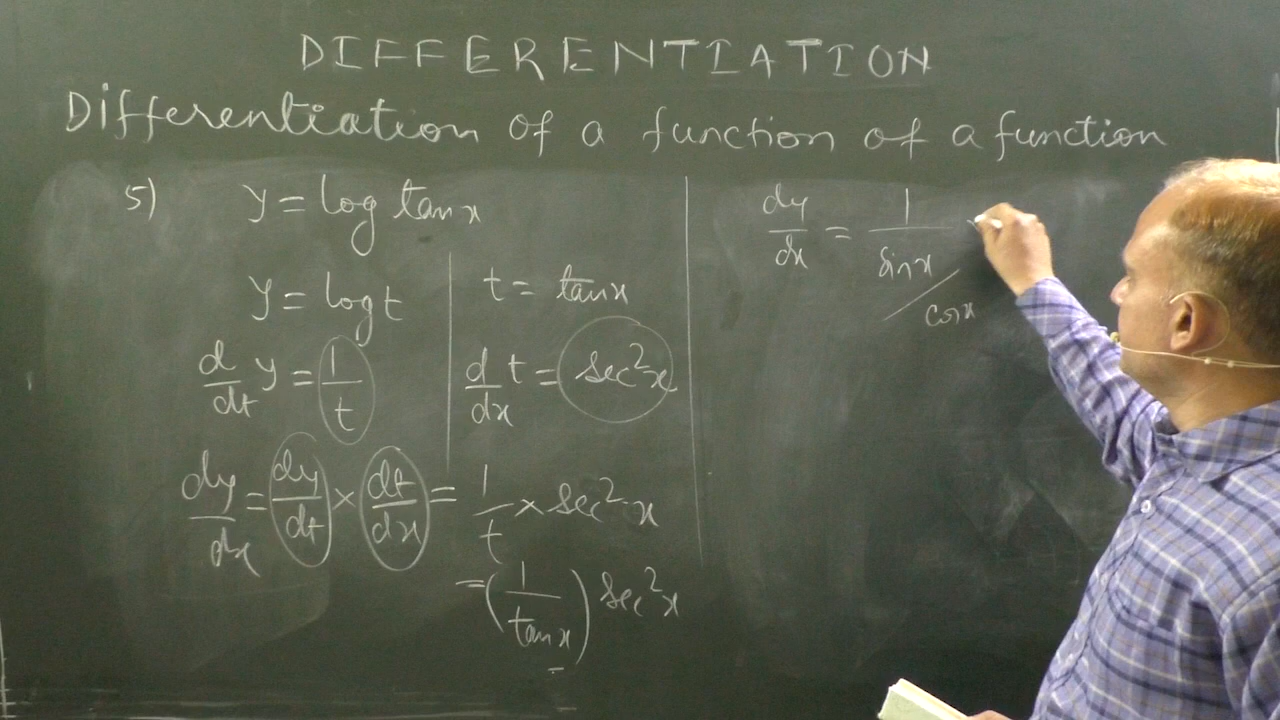 DIFFERENTIATION
Differentiation of a function of a function
5) y = log tan x
y = log t
t = tan x
d/dt y = 1/t
d/dx t = sec²x
dy/dx = dy/dt × dt/dx = 1/t × sec² x
= (1/tan x) sec²x
dy/dx = 1/(sin x/cos x)